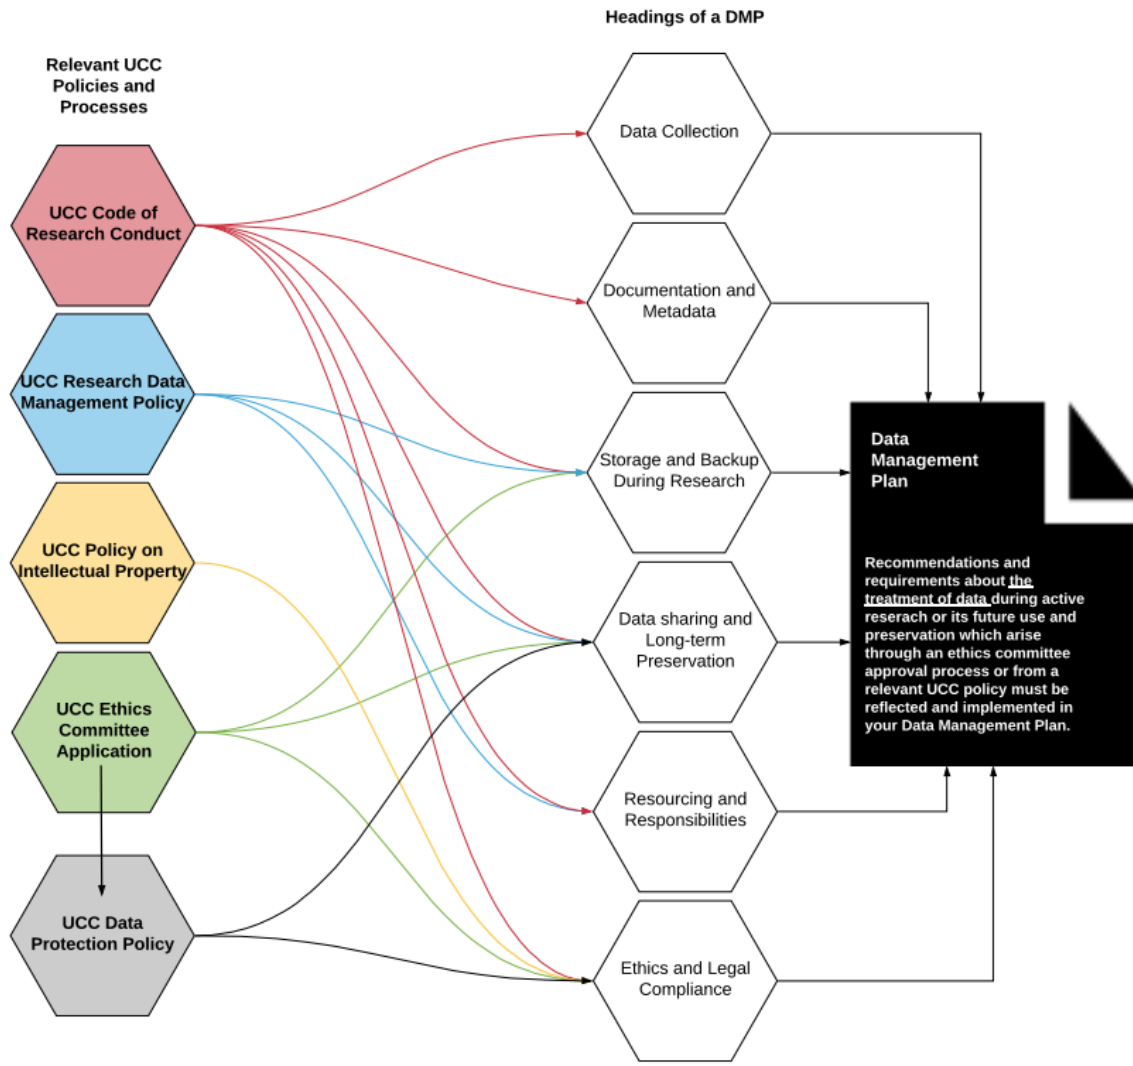 Headings of a DMP
Relevant UCC
Policies and
Processes
UCC Code of
Research Conduct
UCC Research Data
Management Policy
UCC Policy on
Intellectual Property
UCC Ethics
Committee
Application
UCC Data
Protection Policy
Data Collection
Documentation and
Metadata
Storage and Backup
During Research
Data sharing and
Long-term
Preservation
Resourcing and
Responsibilities
Ethics and Legal
Compliance
Data
Management
Plan
Recommendations and
requirements about the
treatment of data during active
reserach or its future use and
preservation which arise
through an ethics committee
approval process or from a
relevant UCC policy must be
reflected and implemented in
your Data Management Plan.